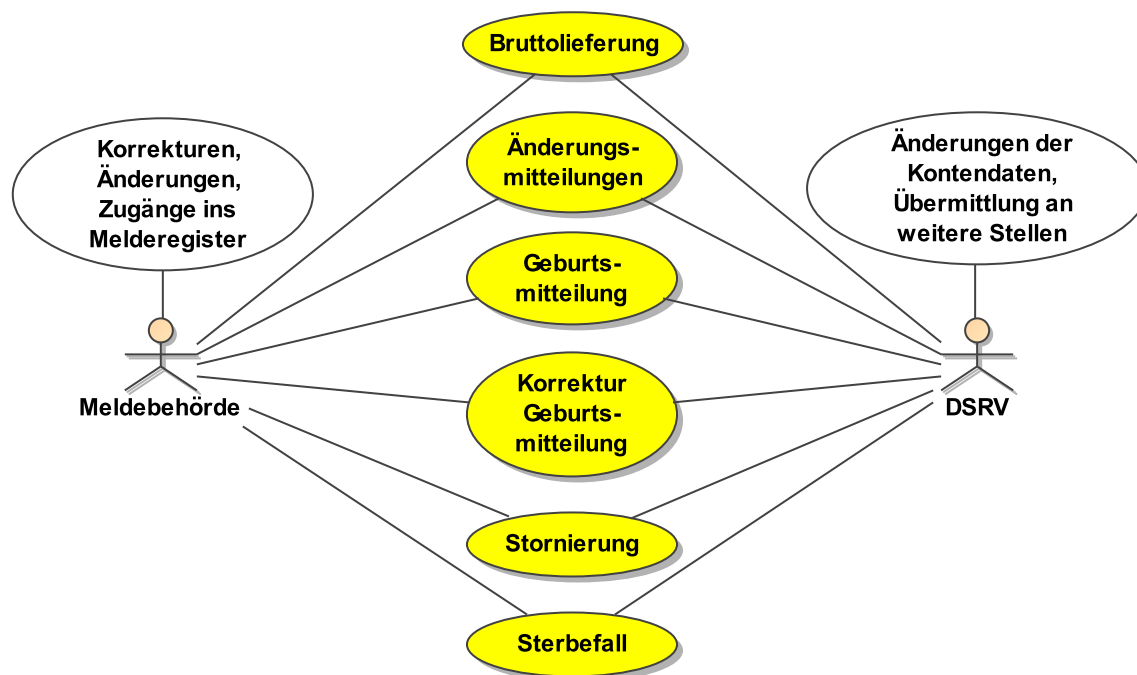 Bruttolieferung
Korrekturen,
Änderungen,
Zugänge ins
Melderegister
Änderungs-
mitteilungen
Änderungen der
Kontendaten,
Übermittlung an
weitere Stellen
Geburts-
mitteilung
Meldebehörde
Korrektur
Geburts-
mitteilung
DSRV
Stornierung
Sterbefall